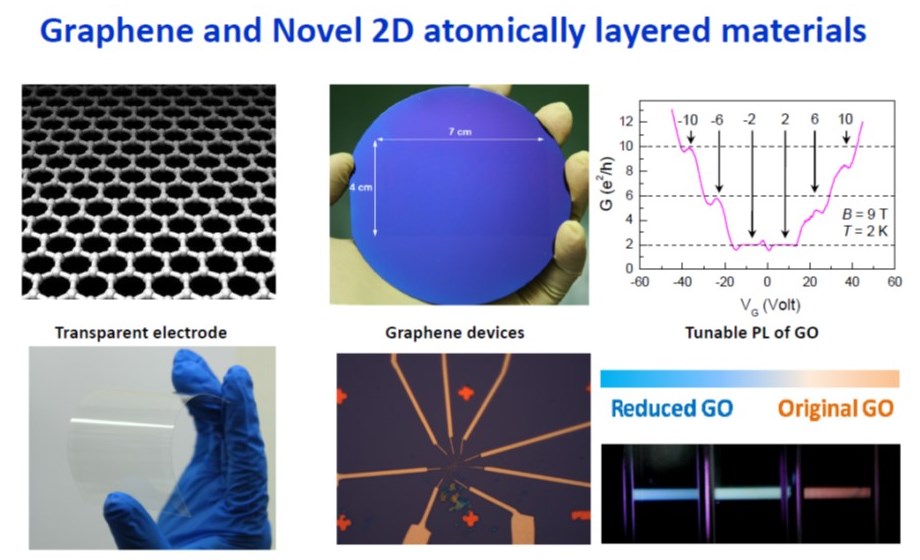 Graphene and Novel 2D atomically layered materials
7 cm
4 cm
G (e²/h)
12
10
8
6
4
2
0
-10
-6
-2
2
6
10
B = 9 T
T = 2 K
-60
-40
-20
0
20
40
60
V_G (Volt)
Transparent electrode
Graphene devices
Tunable PL of GO
Reduced GO
Original GO